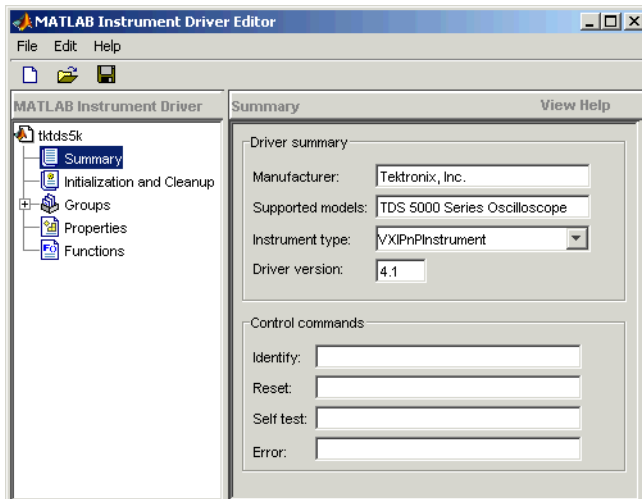 MATLAB Instrument Driver Editor
File Edit Help
MATLAB Instrument Driver
tktds5k
Summary
Initialization and Cleanup
Groups
Properties
Functions
Summary View Help
Driver summary
Manufacturer: Tektronix, Inc.
Supported models: TDS 5000 Series Oscilloscope
Instrument type: VXIPnPInstrument
Driver version: 4.1
Control commands
Identify:
Reset:
Self test:
Error: